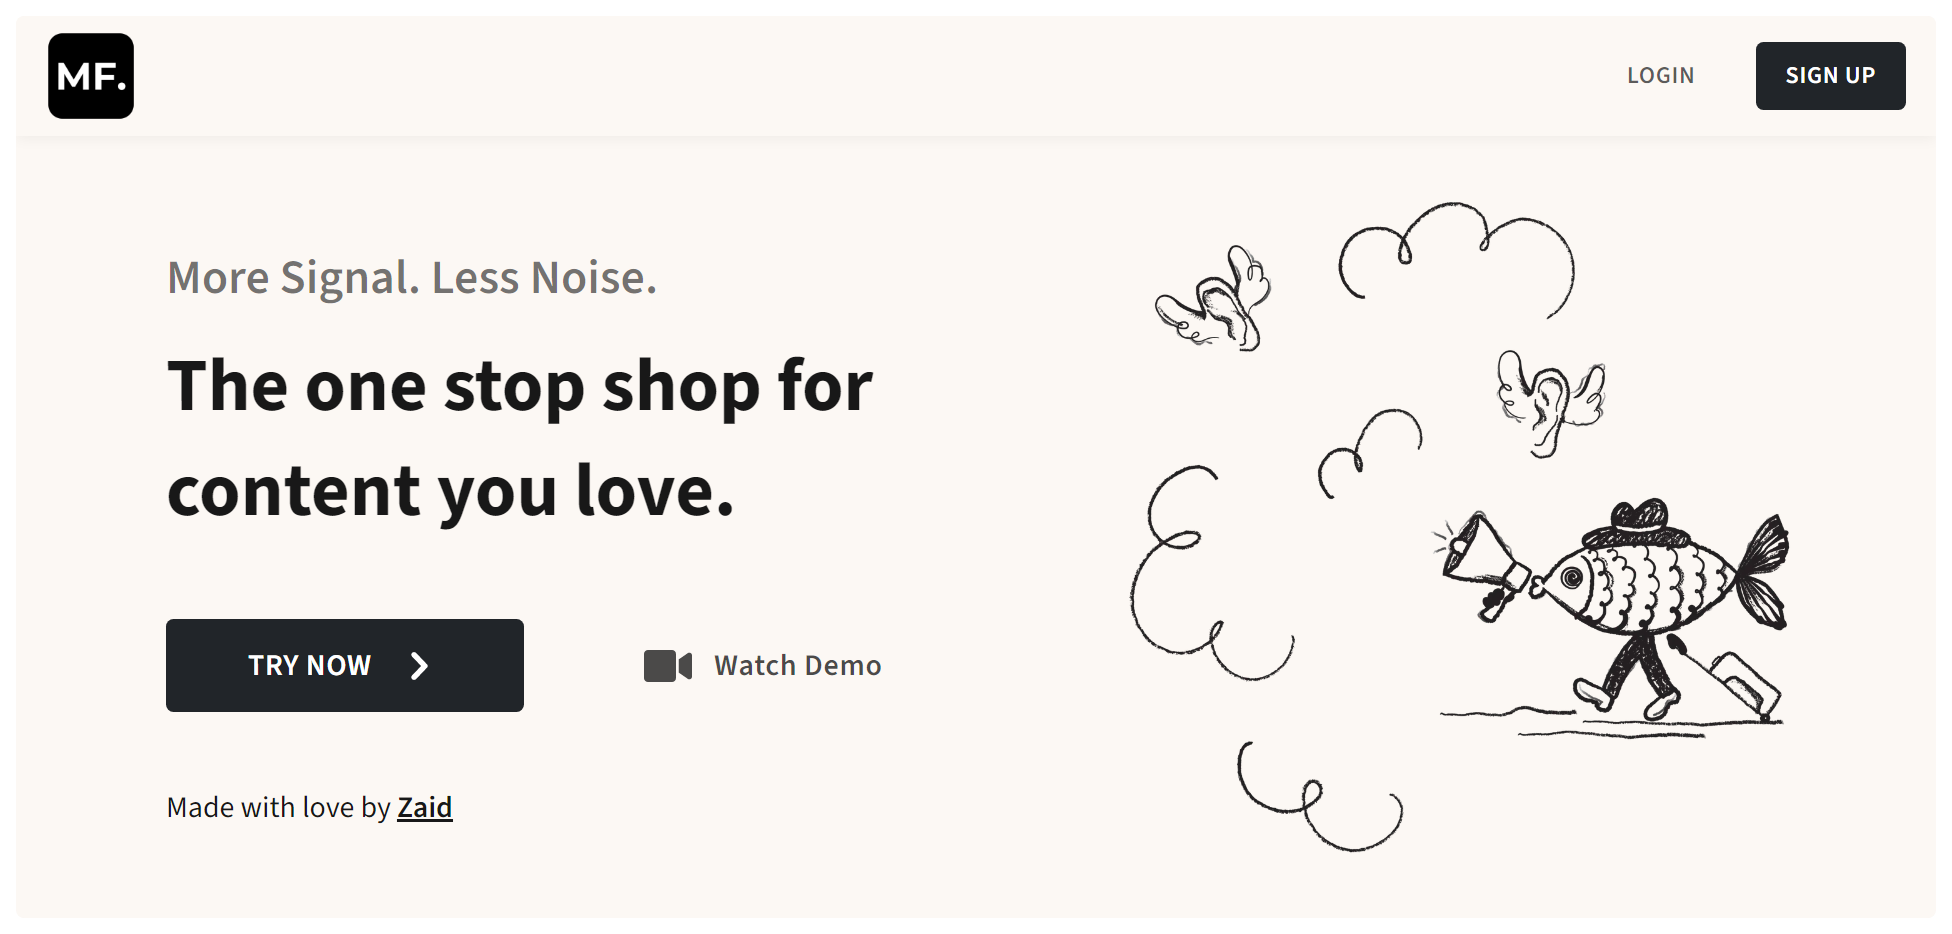 MF.
LOGIN
SIGN UP
More Signal. Less Noise.
The one stop shop for
content you love.
TRY NOW
Watch Demo
Made with love by Zaid